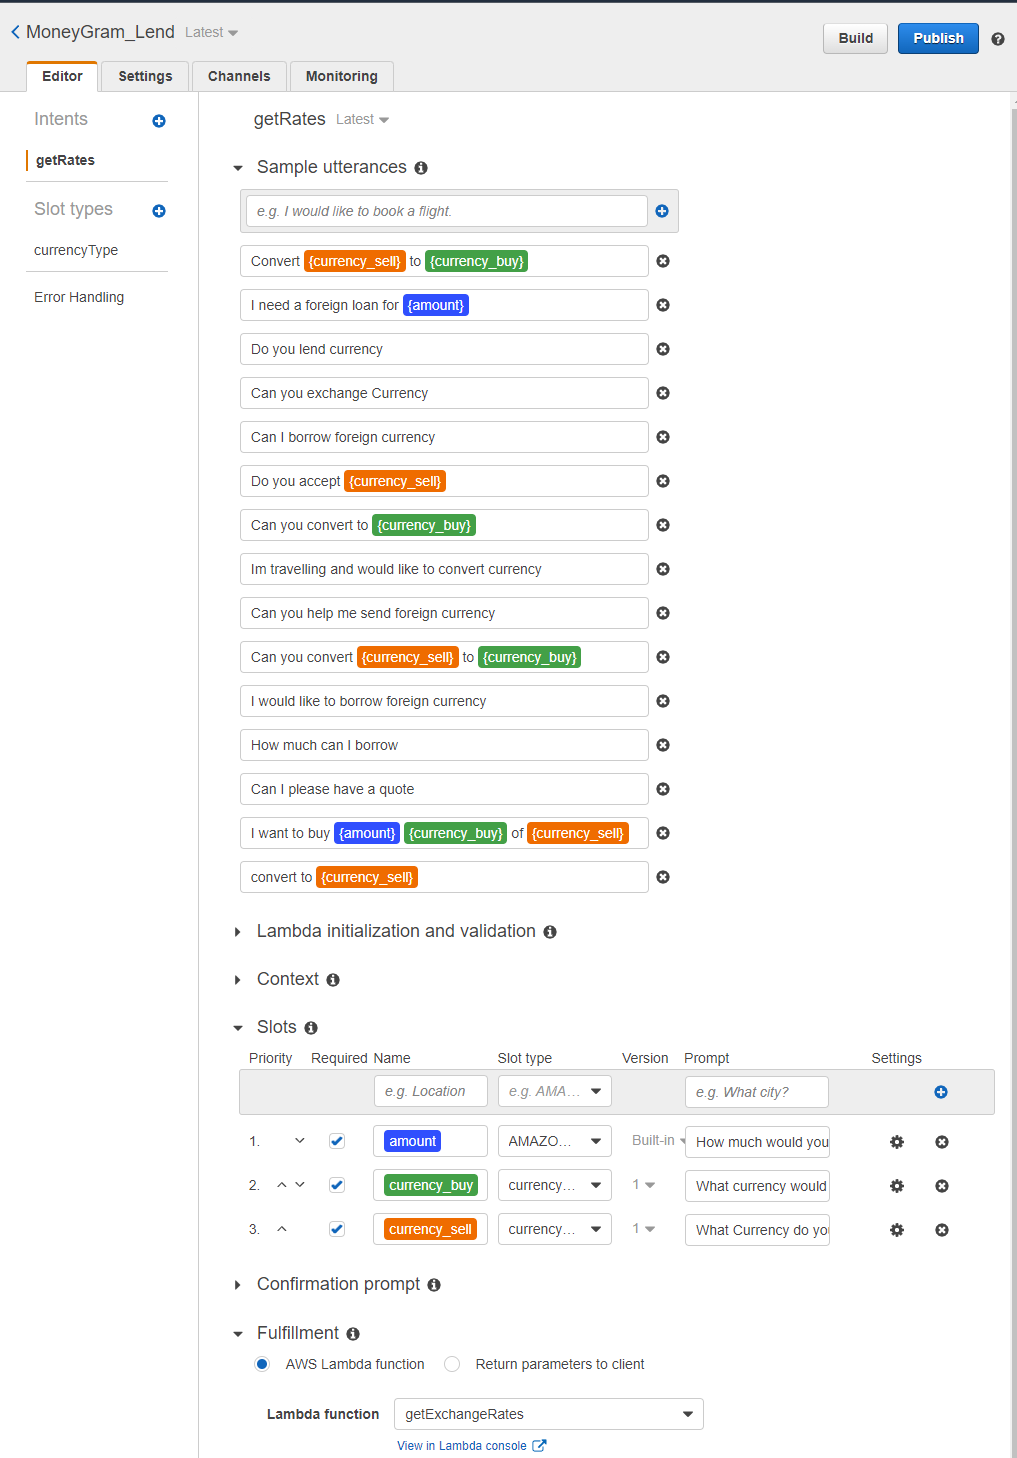 MoneyGram_Lend Latest
Build Publish
Editor Settings Channels Monitoring
Intents
getRates
Slot types
currencyType
Error Handling
getRates Latest
Sample utterances
e.g. I would like to book a flight.
Convert {currency_sell} to {currency_buy}
I need a foreign loan for {amount}
Do you lend currency
Can you exchange Currency
Can I borrow foreign currency
Do you accept {currency_sell}
Can you convert to {currency_buy}
Im travelling and would like to convert currency
Can you help me send foreign currency
Can you convert {currency_sell} to {currency_buy}
I would like to borrow foreign currency
How much can I borrow
Can I please have a quote
I want to buy {amount} {currency_buy} of {currency_sell}
convert to {currency_sell}
Lambda initialization and validation
Context
Slots
Priority Required Name Slot type Version Prompt Settings
e.g. Location e.g. AMA... e.g. What city?
1. amount AMAZO... Built-in How much would you
2. currency_buy currency... 1 What currency would
3. currency_sell currency... 1 What Currency do yo
Confirmation prompt
Fulfillment
AWS Lambda function Return parameters to client
Lambda function getExchangeRates
View in Lambda console